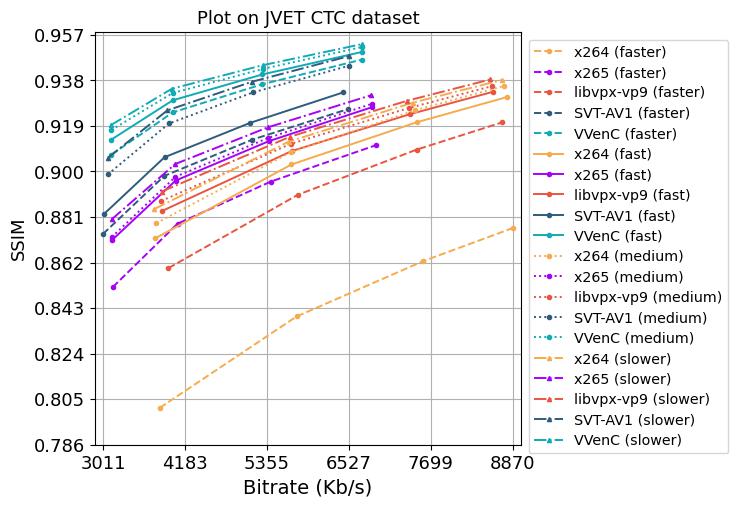 Plot on JVET CTC dataset
0.957
0.938
0.919
0.900
0.881
0.862
0.843
0.824
0.805
0.786
SSIM
3011 4183 5355 6527 7699 8870
Bitrate (Kb/s)
x264 (faster)
x265 (faster)
libvpx-vp9 (faster)
SVT-AV1 (faster)
VVenC (faster)
x264 (fast)
x265 (fast)
libvpx-vp9 (fast)
SVT-AV1 (fast)
VVenC (fast)
x264 (medium)
x265 (medium)
libvpx-vp9 (medium)
SVT-AV1 (medium)
VVenC (medium)
x264 (slower)
x265 (slower)
libvpx-vp9 (slower)
SVT-AV1 (slower)
VVenC (slower)